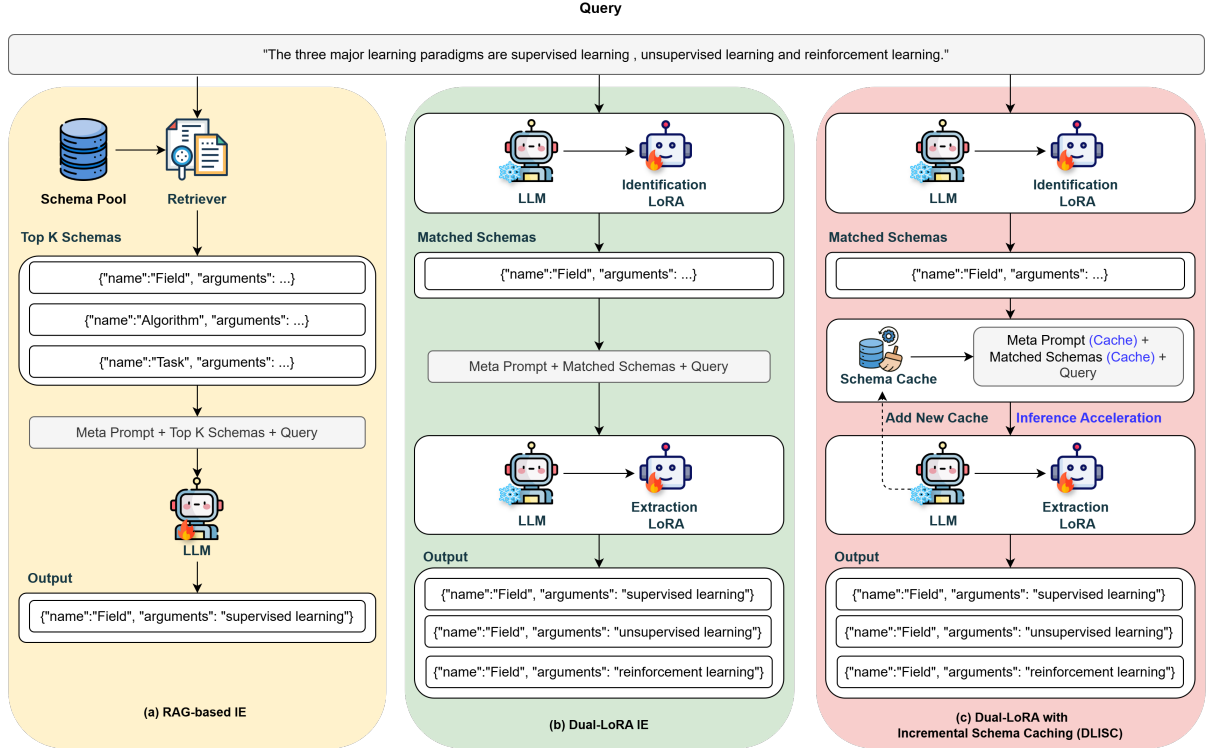 Query
"The three major learning paradigms are supervised learning , unsupervised learning and reinforcement learning."
Schema Pool
Retriever
Top K Schemas
{"name":"Field", "arguments": ...}
{"name":"Algorithm", "arguments": ...}
{"name":"Task", "arguments": ...}
Meta Prompt + Top K Schemas + Query
LLM
Output
{"name":"Field", "arguments": "supervised learning"}
(a) RAG-based IE
LLM
Identification
LoRA
Matched Schemas
{"name":"Field", "arguments": ...}
Meta Prompt + Matched Schemas + Query
LLM
Extraction
LoRA
Output
{"name":"Field", "arguments": "supervised learning"}
{"name":"Field", "arguments": "unsupervised learning"}
{"name":"Field", "arguments": "reinforcement learning"}
(b) Dual-LoRA IE
LLM
Identification
LoRA
Matched Schemas
{"name":"Field", "arguments": ...}
Schema Cache
Meta Prompt (Cache) +
Matched Schemas (Cache) +
Query
Add New Cache
Inference Acceleration
LLM
Extraction
LoRA
Output
{"name":"Field", "arguments": "supervised learning"}
{"name":"Field", "arguments": "unsupervised learning"}
{"name":"Field", "arguments": "reinforcement learning"}
(c) Dual-LoRA with
Incremental Schema Caching (DLISC)